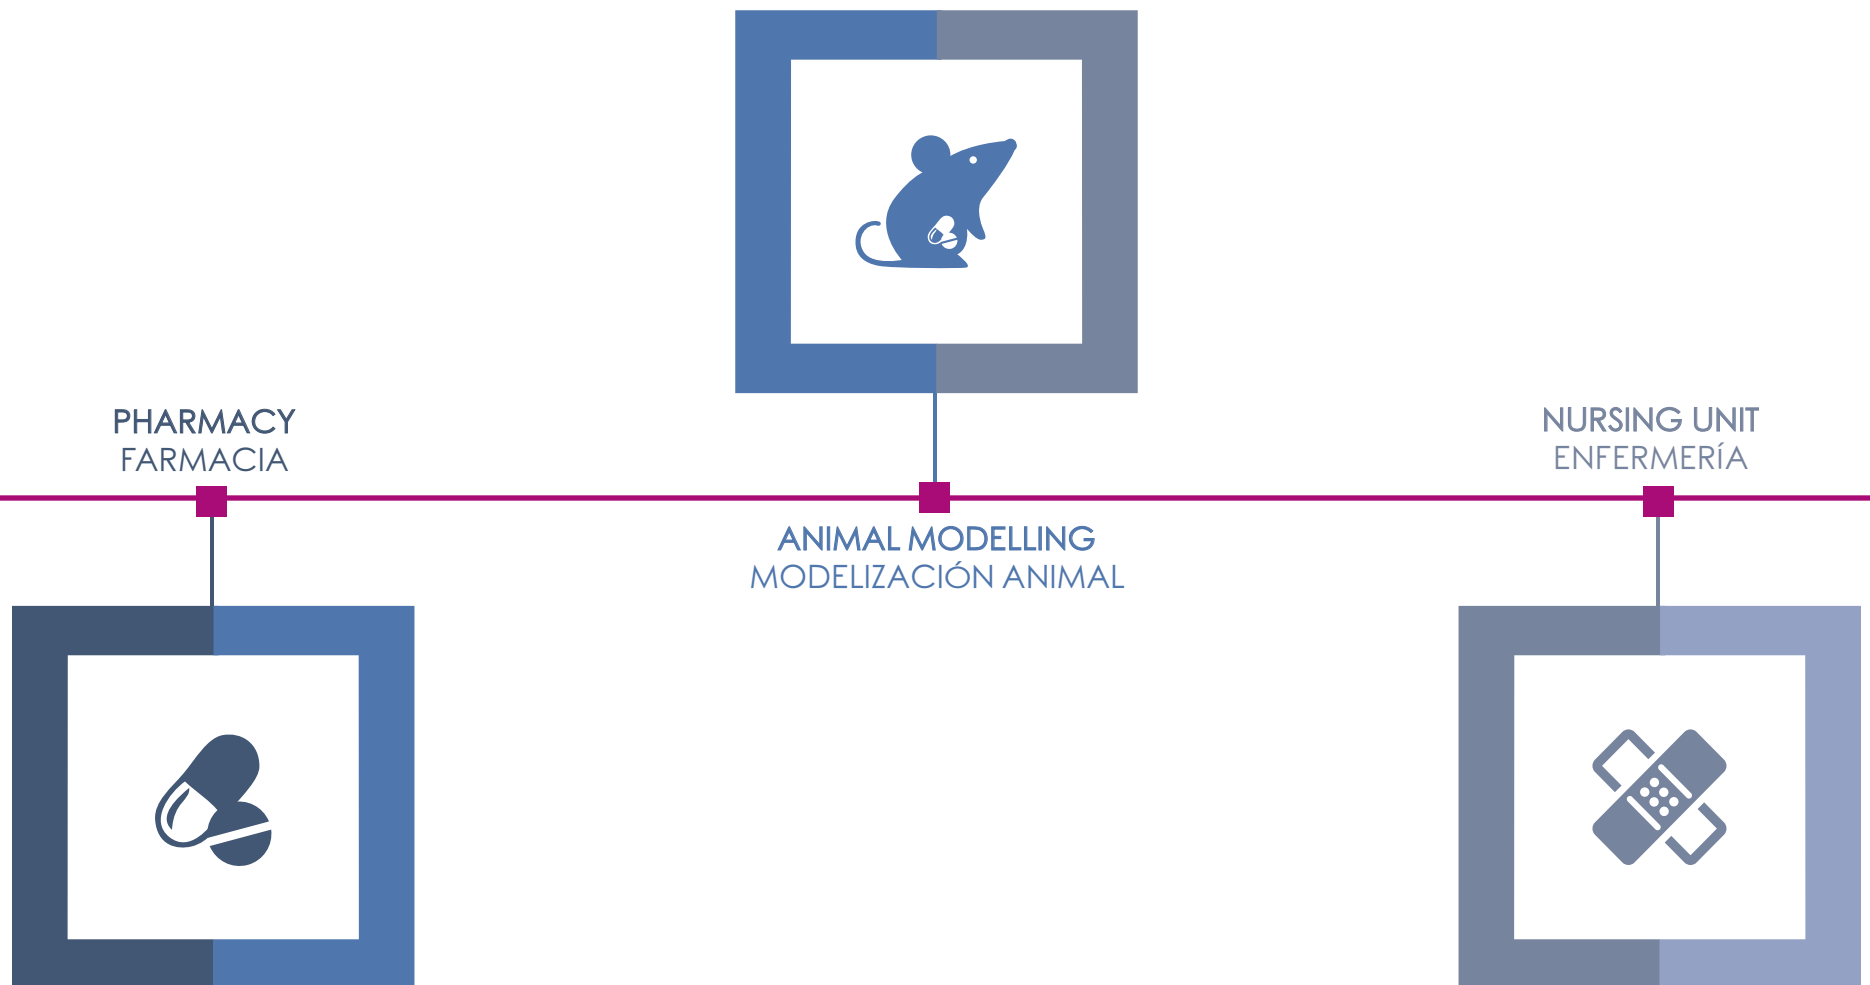 PHARMACY
FARMACIA
ANIMAL MODELLING
MODELIZACIÓN ANIMAL
NURSING UNIT
ENFERMERÍA